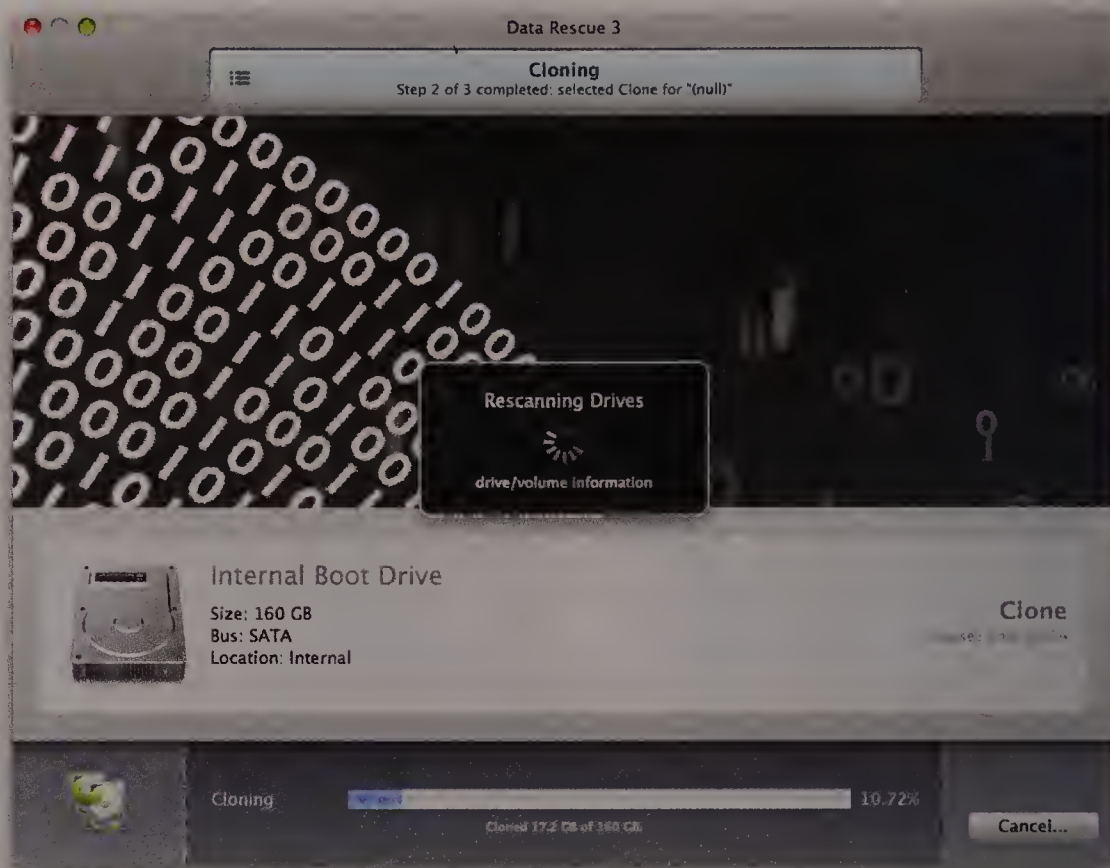 Data Rescue 3
Cloning
Step 2 of 3 completed: selected Clone for "(null)"
Rescanning Drives
drive/volume information
Internal Boot Drive
Size: 160 GB
Bus: SATA
Location: Internal
Clone
Cloning
10.72%
Cloned 17.2 GB of 160 GB
Cancel...